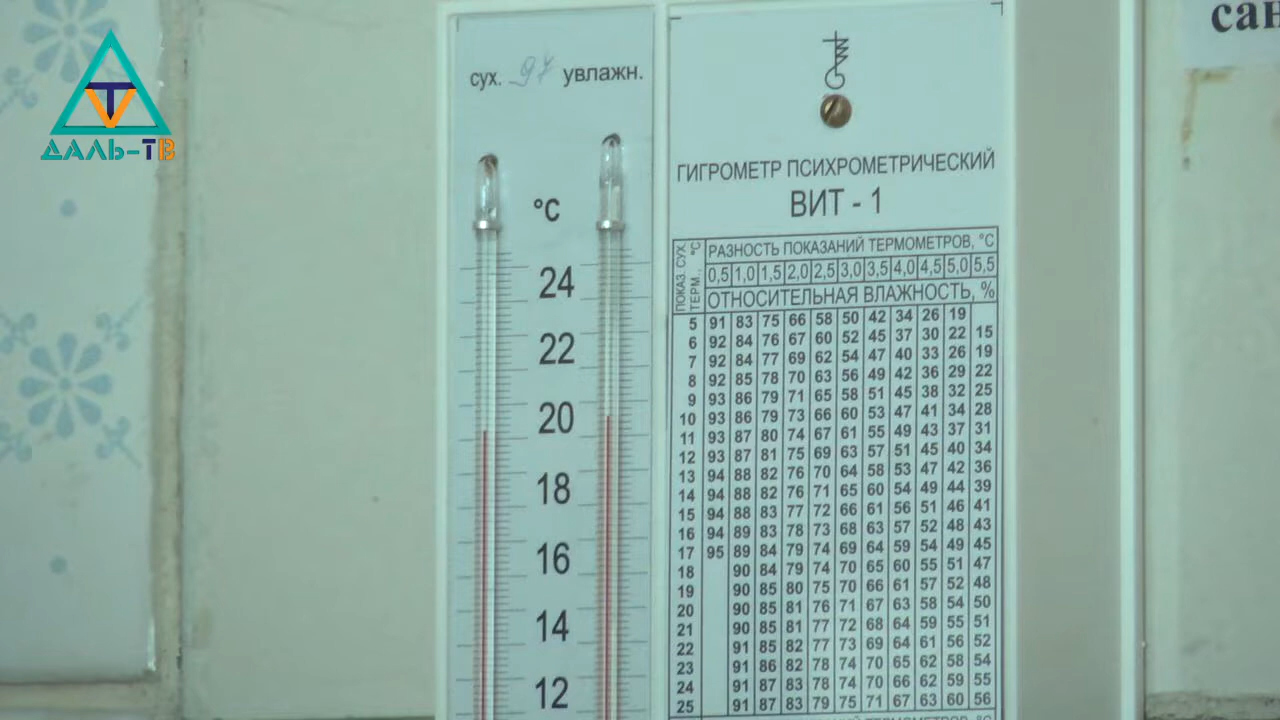 ДАЛЬ-ТВ
сан
сух. 97 увлажн.
°C
24
22
20
18
16
14
12
ГИГРОМЕТР ПСИХРОМЕТРИЧЕСКИЙ
ВИТ - 1
ПОКАЗ. СУХ. ТЕРМ., °C
РАЗНОСТЬ ПОКАЗАНИЙ ТЕРМОМЕТРОВ, °C
0,5 1,0 1,5 2,0 2,5 3,0 3,5 4,0 4,5 5,0 5,5
ОТНОСИТЕЛЬНАЯ ВЛАЖНОСТЬ, %
5 91 83 75 66 58 50 42 34 26 19
6 92 84 76 67 60 52 45 37 30 22 15
7 92 84 77 69 62 54 47 40 33 26 19
8 92 85 78 70 63 56 49 42 36 29 22
9 93 86 79 71 65 58 51 45 38 32 25
10 93 86 79 73 66 60 53 47 41 34 28
11 93 87 80 74 67 61 55 49 43 37 31
12 93 87 81 75 69 63 57 51 45 40 34
13 94 88 82 76 70 64 58 53 47 42 36
14 94 88 82 76 71 65 60 54 49 44 39
15 94 88 83 77 72 66 61 56 51 46 41
16 94 89 83 78 73 68 63 57 52 48 43
17 95 89 84 79 74 69 64 59 54 49 45
18 90 84 79 74 70 65 60 55 51 47
19 90 85 80 75 70 66 61 57 52 48
20 90 85 81 76 71 67 63 58 54 50
21 90 85 81 77 72 68 64 59 55 51
22 85 82 77 73 69 64 61 56 52
23 91 86 82 78 74 70 65 62 58 54
24 91 87 83 78 74 70 66 62 59 55
25 91 87 83 79 75 71 67 63 60 56